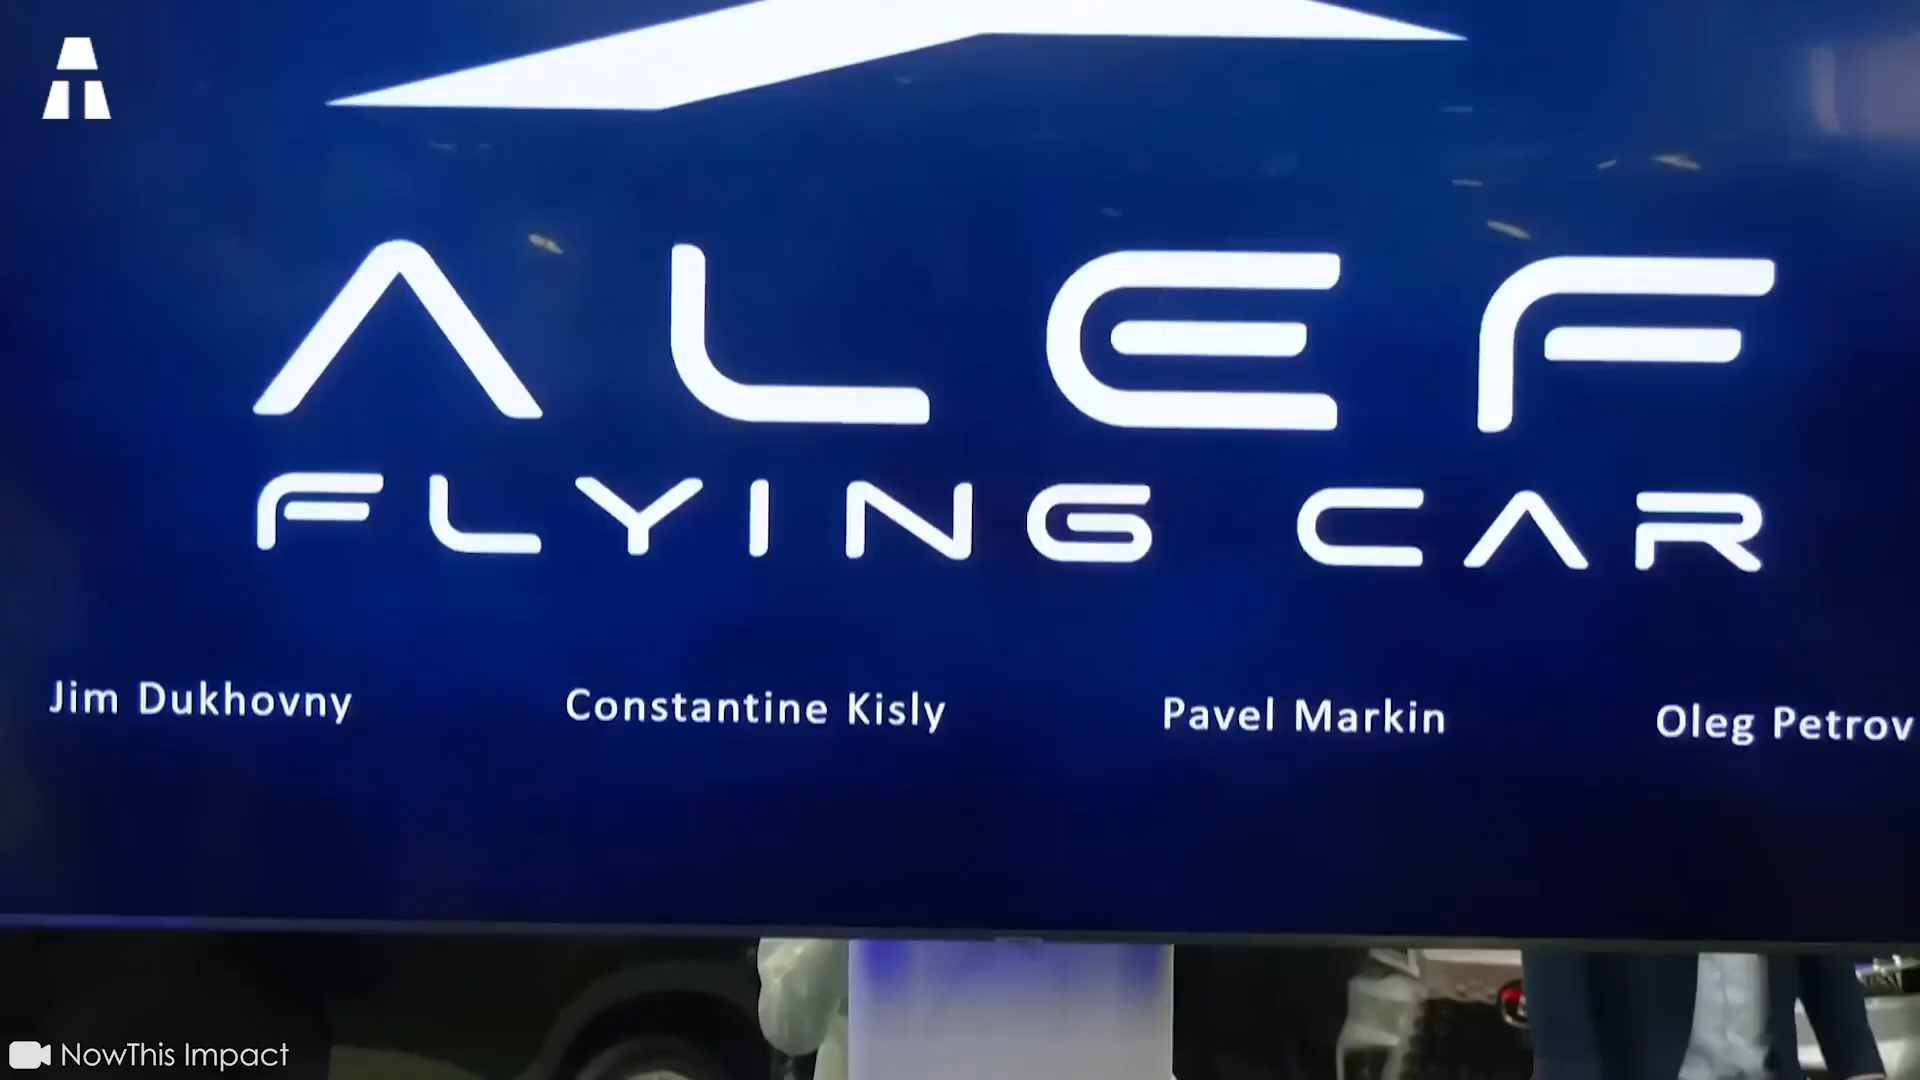 ALEF
FLYING CAR
Jim Dukhovny Constantine Kisly Pavel Markin Oleg Petrov
NowThis Impact